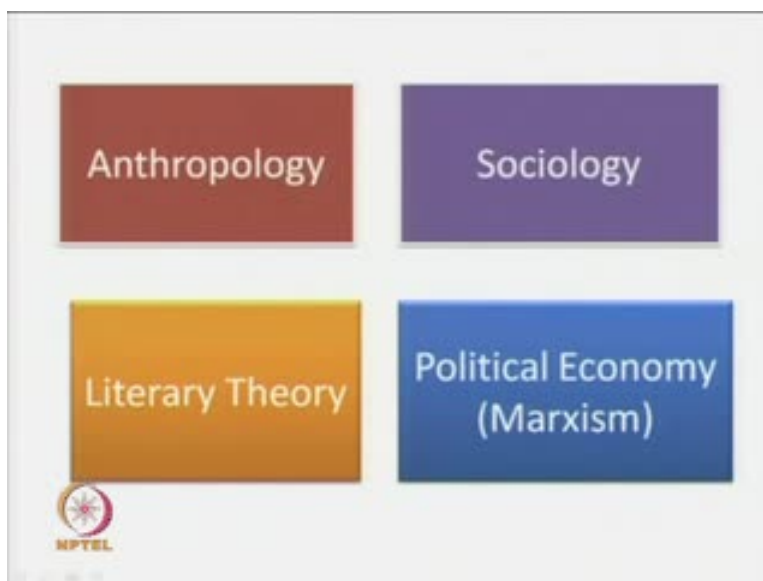 Anthropology
Sociology
Literary Theory
Political Economy
(Marxism)
NPTEL